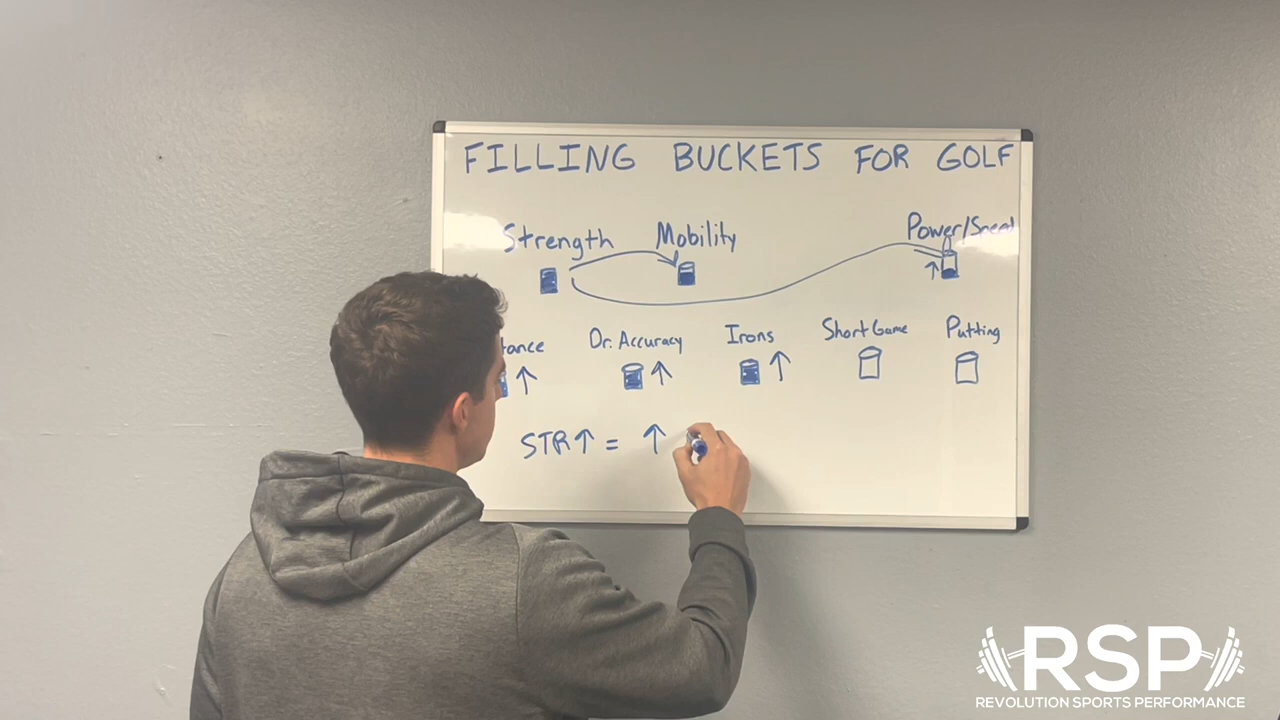 FILLING BUCKETS FOR GOLF
Strength Mobility Power/Speed
↑
tance Dr. Accuracy Irons Short Game Putting
↑ ↑ ↑
STR↑ = ↑
RSP
REVOLUTION SPORTS PERFORMANCE